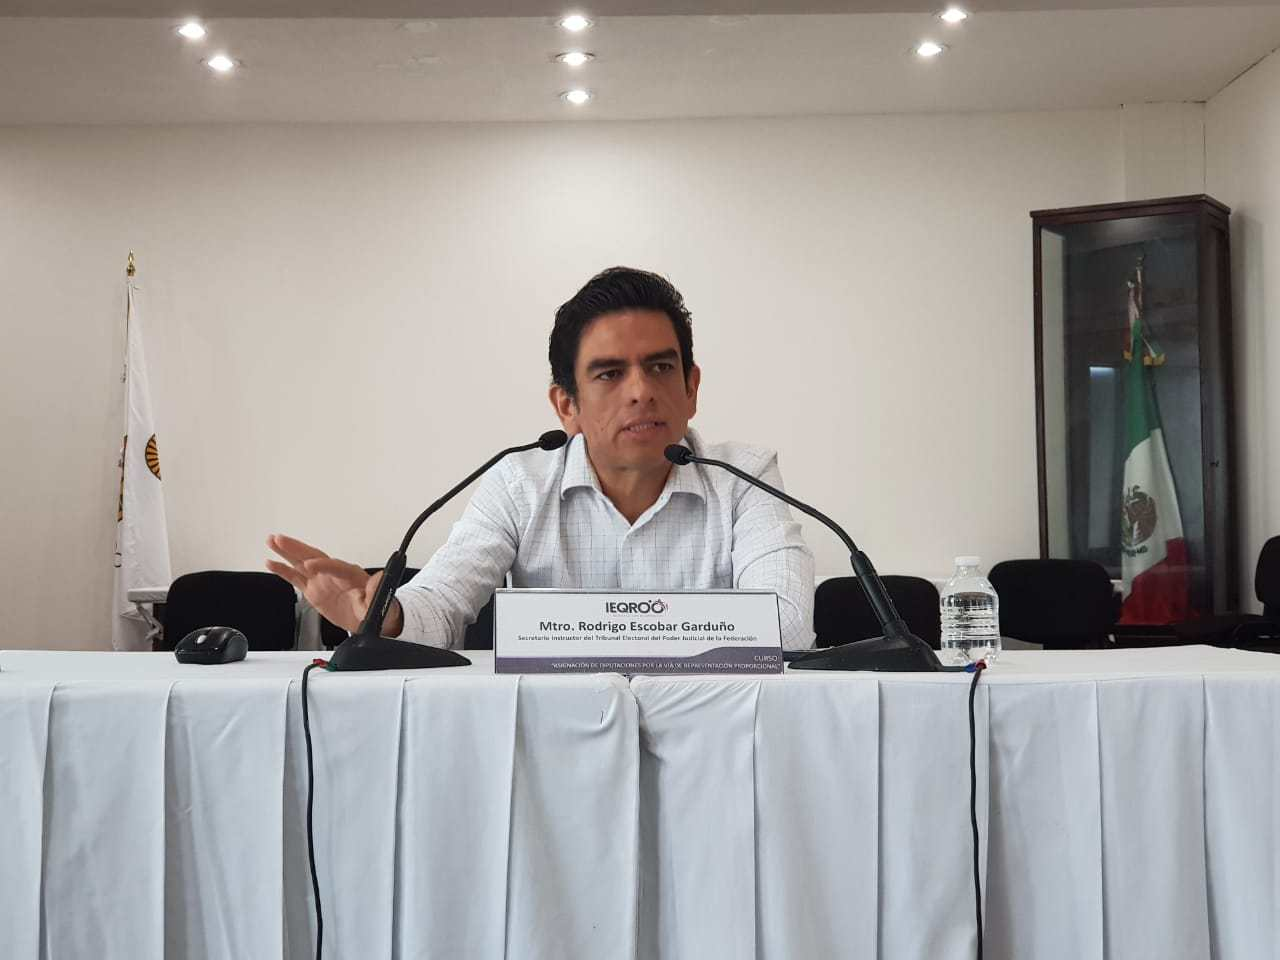 IEQROO
Mtro. Rodrigo Escobar Garduño
Secretario Instructor del Tribunal Electoral del Poder Judicial de la Federación
CURSO:
"ASIGNACIÓN DE DIPUTACIONES POR LA VÍA DE REPRESENTACIÓN PROPORCIONAL"